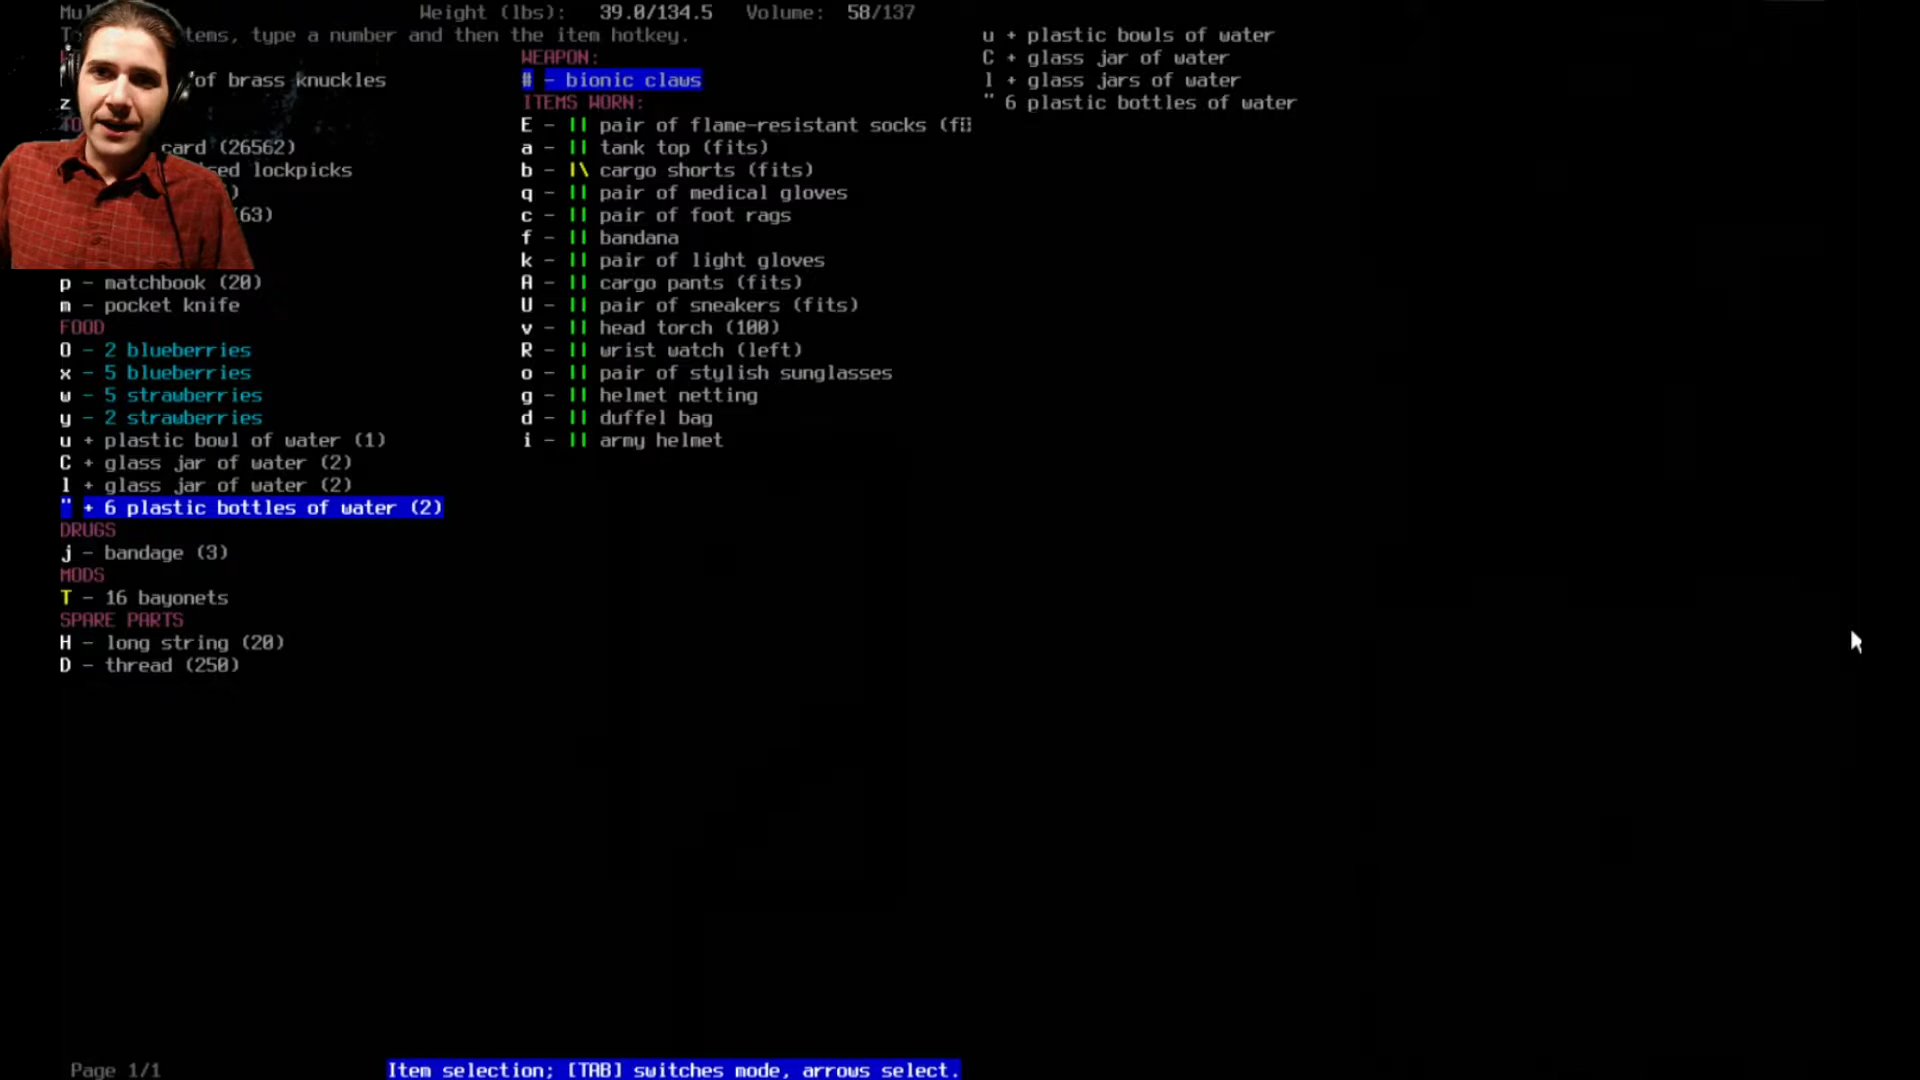 Weight (lbs): 39.0/134.5 Volume: 58/137
tems, type a number and then the item hotkey.
of brass knuckles
z
card (26562)
sed lockpicks
)
(63)
p - matchbook (20)
m - pocket knife
FOOD
O - 2 blueberries
x - 5 blueberries
w - 5 strawberries
y - 2 strawberries
u + plastic bowl of water (1)
C + glass jar of water (2)
l + glass jar of water (2)
" + 6 plastic bottles of water (2)
DRUGS
j - bandage (3)
MODS
T - 16 bayonets
SPARE PARTS
H - long string (20)
D - thread (250)
WEAPON:
# - bionic claws
ITEMS WORN:
E - || pair of flame-resistant socks (f
a - || tank top (fits)
b - |\ cargo shorts (fits)
q - || pair of medical gloves
c - || pair of foot rags
f - || bandana
k - || pair of light gloves
A - || cargo pants (fits)
U - || pair of sneakers (fits)
v - || head torch (100)
R - || wrist watch (left)
o - || pair of stylish sunglasses
g - || helmet netting
d - || duffel bag
i - || army helmet
u + plastic bowls of water
C + glass jar of water
l + glass jars of water
" 6 plastic bottles of water
Page 1/1
Item selection; [TAB] switches mode, arrows select.